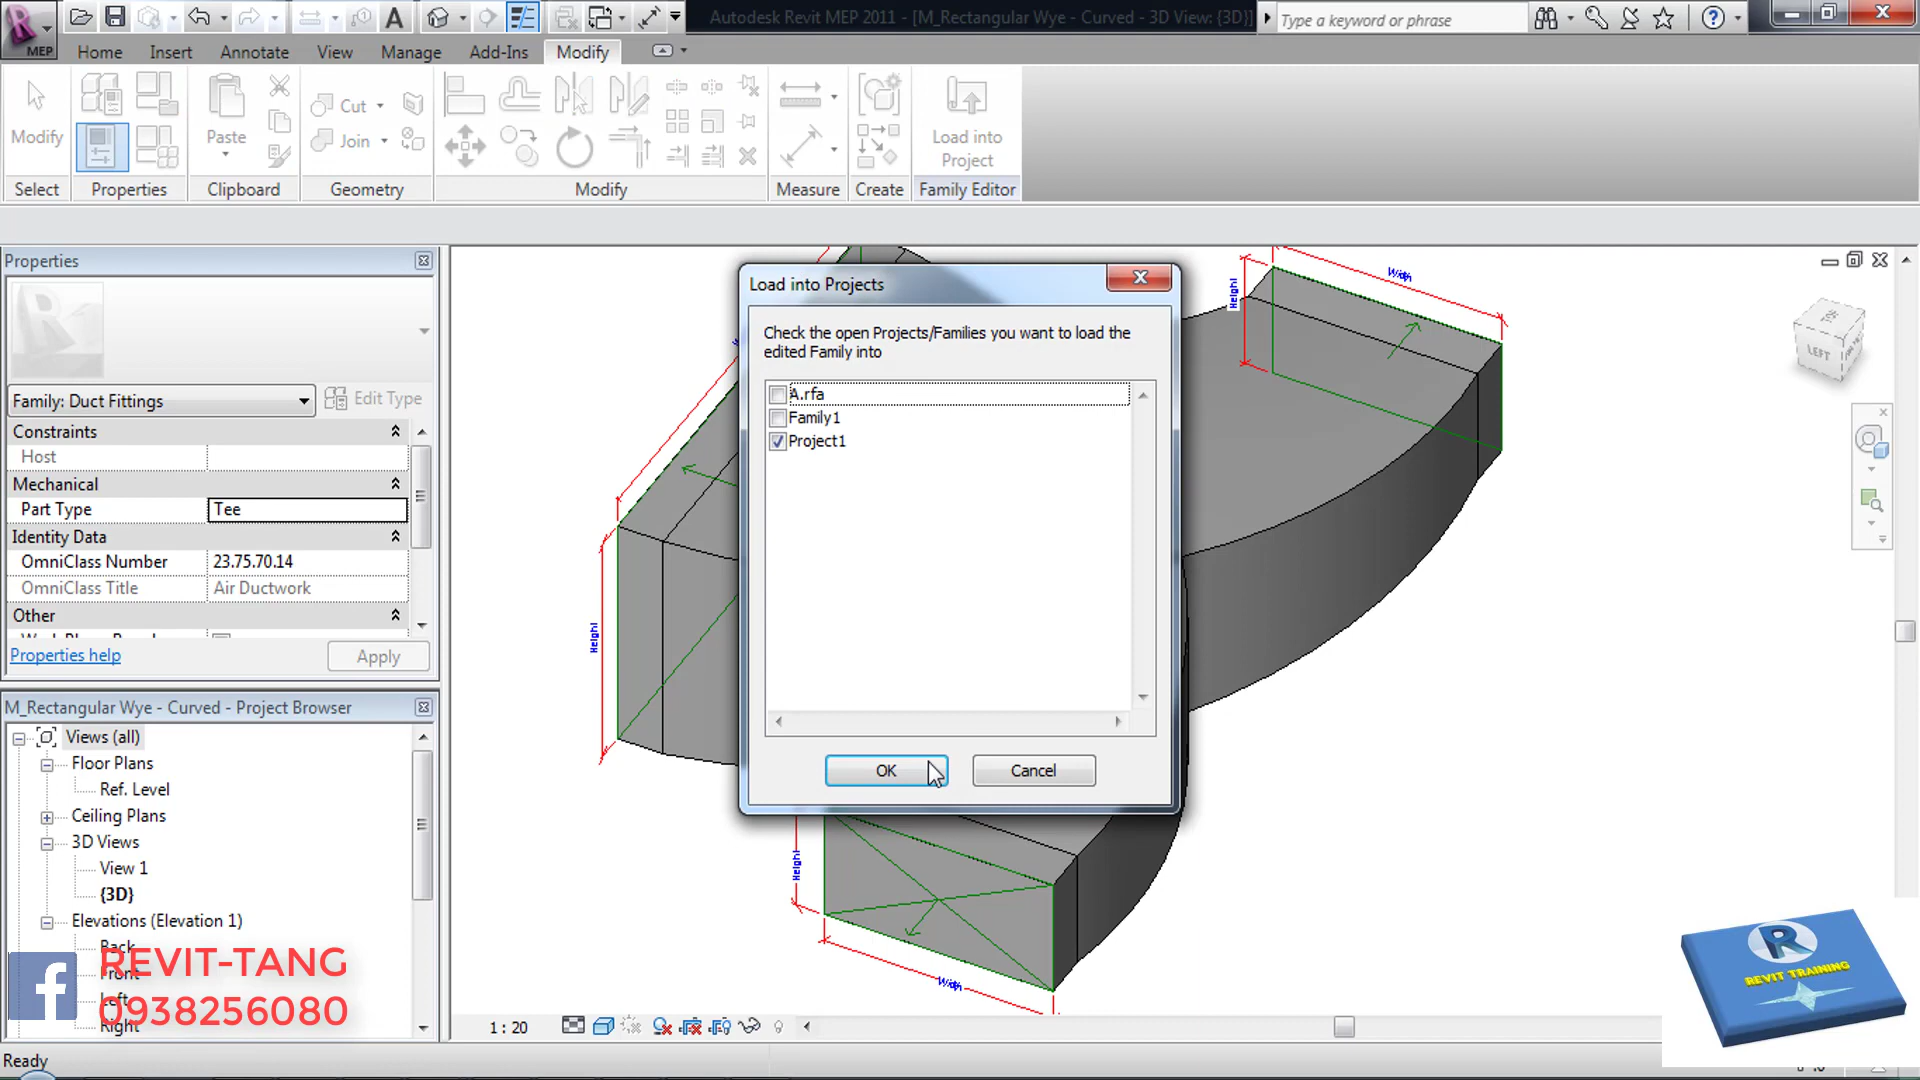 Autodesk Revit MEP 2011 - [M_Rectangular Wye - Curved - 3D View: {3D}]
Type a keyword or phrase
MEP
Home Insert Annotate View Manage Add-Ins Modify
Modify
Paste
Cut
Join
Load into
Project
Select Properties Clipboard Geometry Modify Measure Create Family Editor
Properties
Family: Duct Fittings
Edit Type
Constraints
Host
Mechanical
Part Type Tee
Identity Data
OmniClass Number 23.75.70.14
OmniClass Title Air Ductwork
Other
Properties help
Apply
M_Rectangular Wye - Curved - Project Browser
Views (all)
Floor Plans
Ref. Level
Ceiling Plans
3D Views
View 1
{3D}
Elevations (Elevation 1)
Back
Front
Left
Right
REVIT-TANG
0938256080
Load into Projects
Check the open Projects/Families you want to load the
edited Family into
A.rfa
Family1
Project1
OK
Cancel
Width
Height
Height
Height
Width
LEFT
1 : 20
REVIT TRAINING
Ready